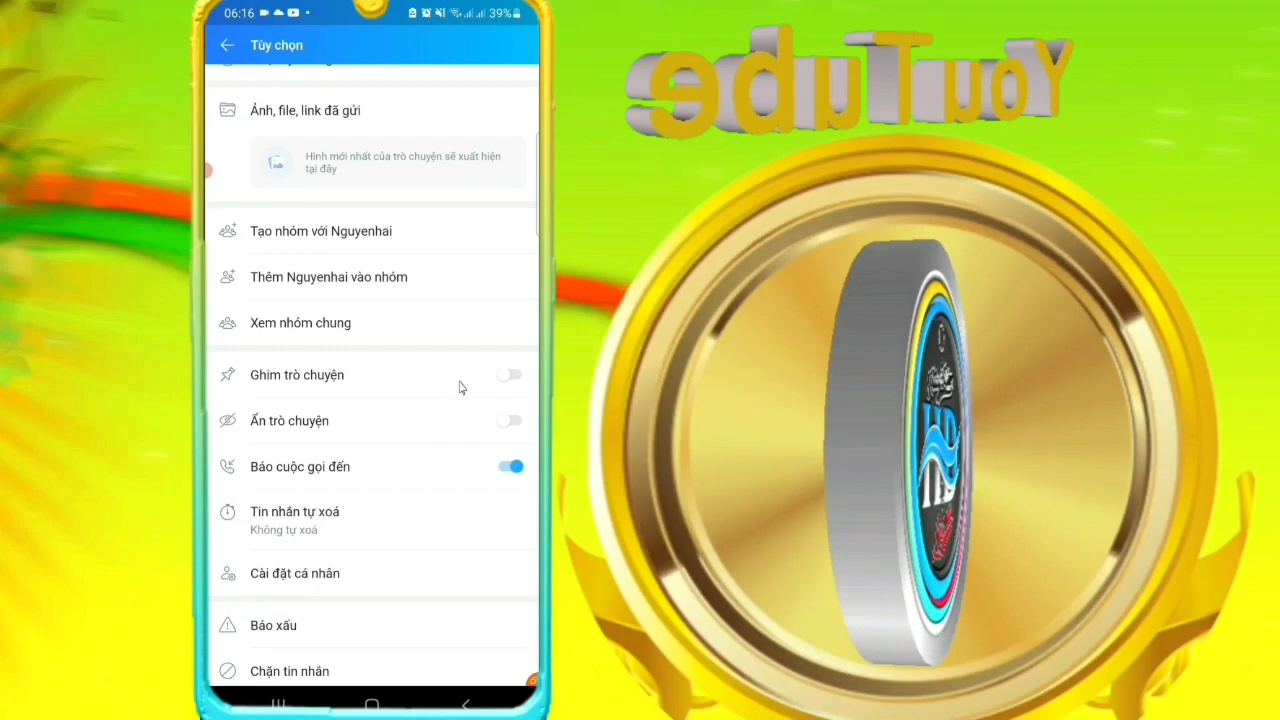 06:16
39%
Tùy chọn
Ảnh, file, link đã gửi
Hình mới nhất của trò chuyện sẽ xuất hiện
tại đây
Tạo nhóm với Nguyenhai
Thêm Nguyenhai vào nhóm
Xem nhóm chung
Ghim trò chuyện
Ẩn trò chuyện
Báo cuộc gọi đến
Tin nhắn tự xoá
Không tự xoá
Cài đặt cá nhân
Báo xấu
Chặn tin nhắn
YouTube